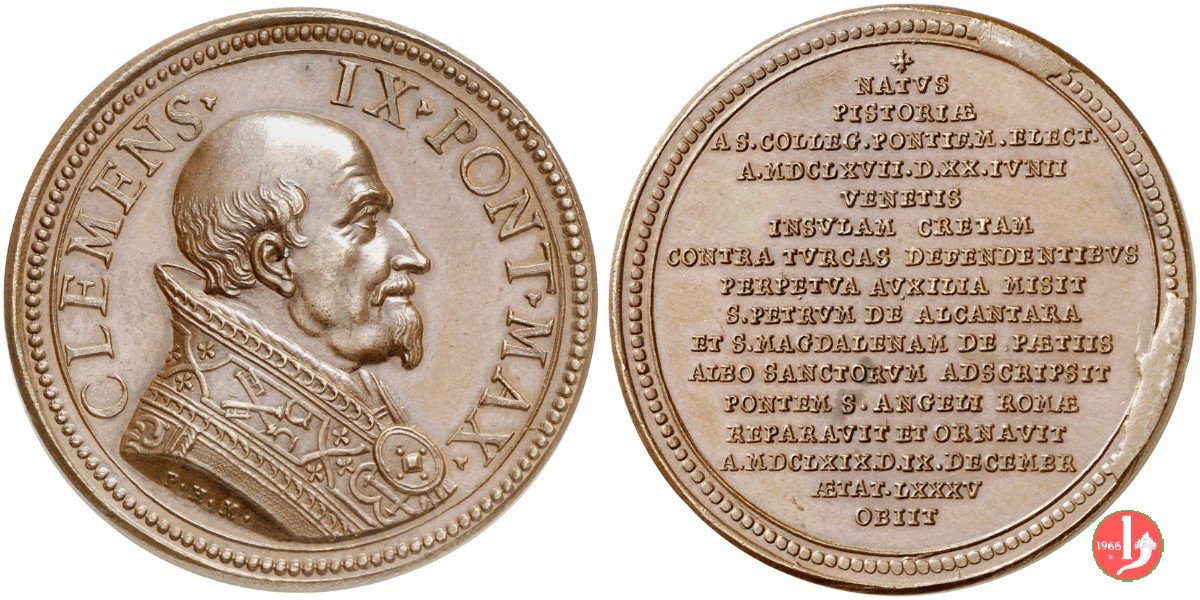 CLEMENS· IX·PONT·MAX·
F·H·M·
NATVS
PISTORIÆ
A S.COLLEG.PONTIF.M.ELECT.
A.MDCLXVII.D.XX.IVNII
VENETIS
INSVLAM CRETAM
CONTRA TVRCAS DEFENDENTIBVS
PERPETVA AVXILIA MISIT
S.PETRVM DE ALCANTARA
ET S.MAGDALENAM DE PÆTIIS
ALBO SANCTORVM ADSCRIPSIT
PONTEM S.ANGELI ROMÆ
REPARAVIT ET ORNAVIT
A.MDCLXIX.D.IX.DECEMBR
ÆTAT.LXXXV
OBIIT
1966